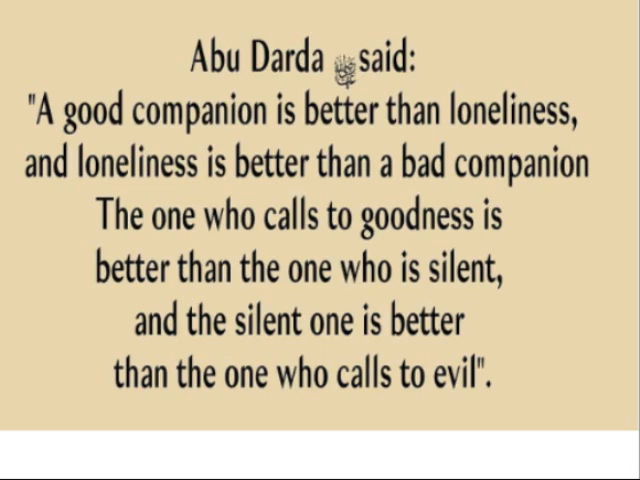 Abu Darda said:
"A good companion is better than loneliness,
and loneliness is better than a bad companion
The one who calls to goodness is
better than the one who is silent,
and the silent one is better
than the one who calls to evil".